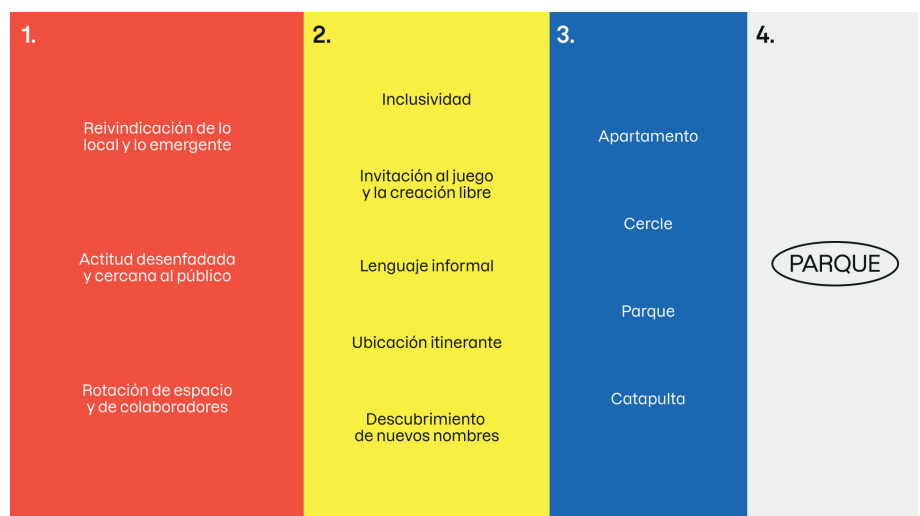 1.
Reivindicación de lo
local y lo emergente
Actitud desenfadada
y cercana al público
Rotación de espacio
y de colaboradores
2.
Inclusividad
Invitación al juego
y la creación libre
Lenguaje informal
Ubicación itinerante
Descubrimiento
de nuevos nombres
3.
Apartamento
Cercle
Parque
Catapulta
4.
PARQUE